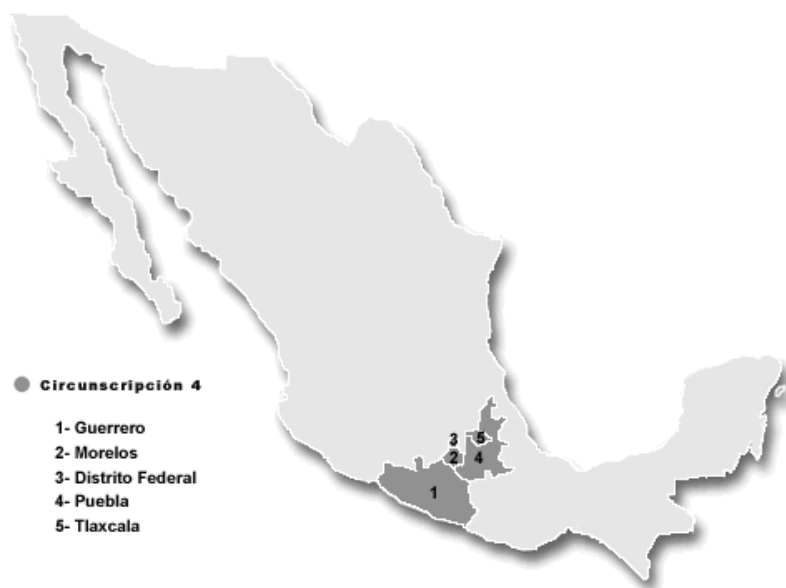 3
5
2
4
1
Circunscripción 4
1- Guerrero
2- Morelos
3- Distrito Federal
4- Puebla
5- Tlaxcala